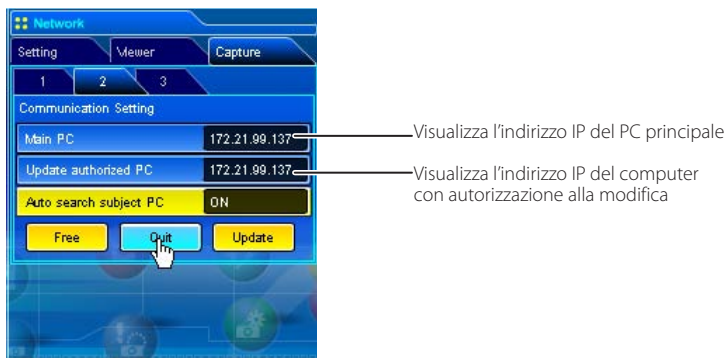 Network
Setting Viewer Capture
1 2 3
Communication Setting
Main PC 172.21.99.137
Visualizza l'indirizzo IP del PC principale
Update authorized PC 172.21.99.137
Visualizza l'indirizzo IP del computer
con autorizzazione alla modifica
Auto search subject PC ON
Free Quit Update